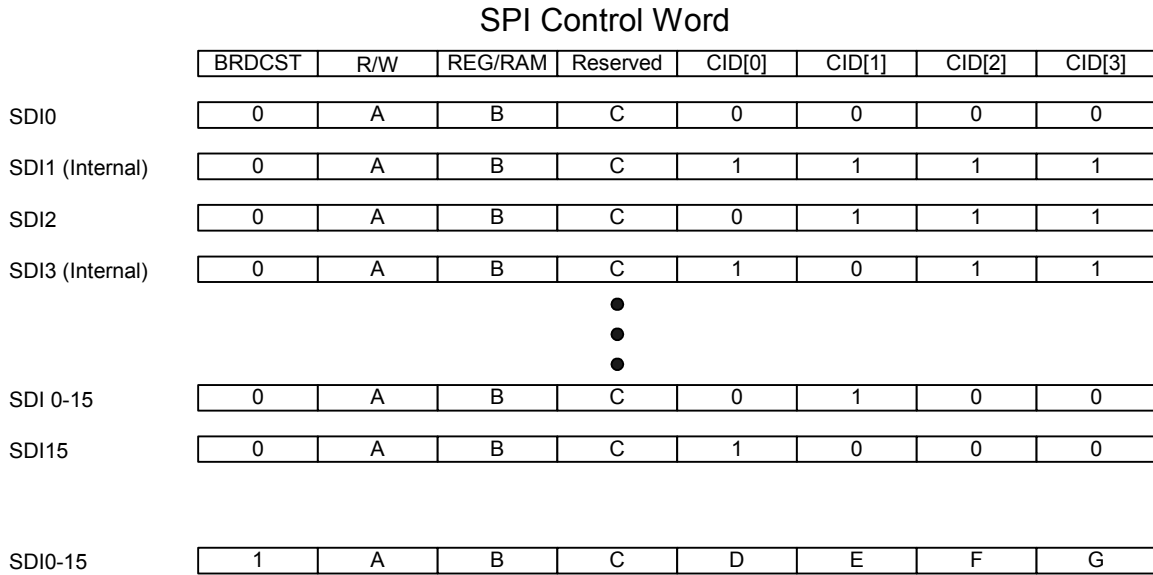 SPI Control Word
BRDCST R/W REG/RAM Reserved CID[0] CID[1] CID[2] CID[3]
SDI0 0 A B C 0 0 0 0
SDI1 (Internal) 0 A B C 1 1 1 1
SDI2 0 A B C 0 1 1 1
SDI3 (Internal) 0 A B C 1 0 1 1
SDI 0-15 0 A B C 0 1 0 0
SDI15 0 A B C 1 0 0 0
SDI0-15 1 A B C D E F G